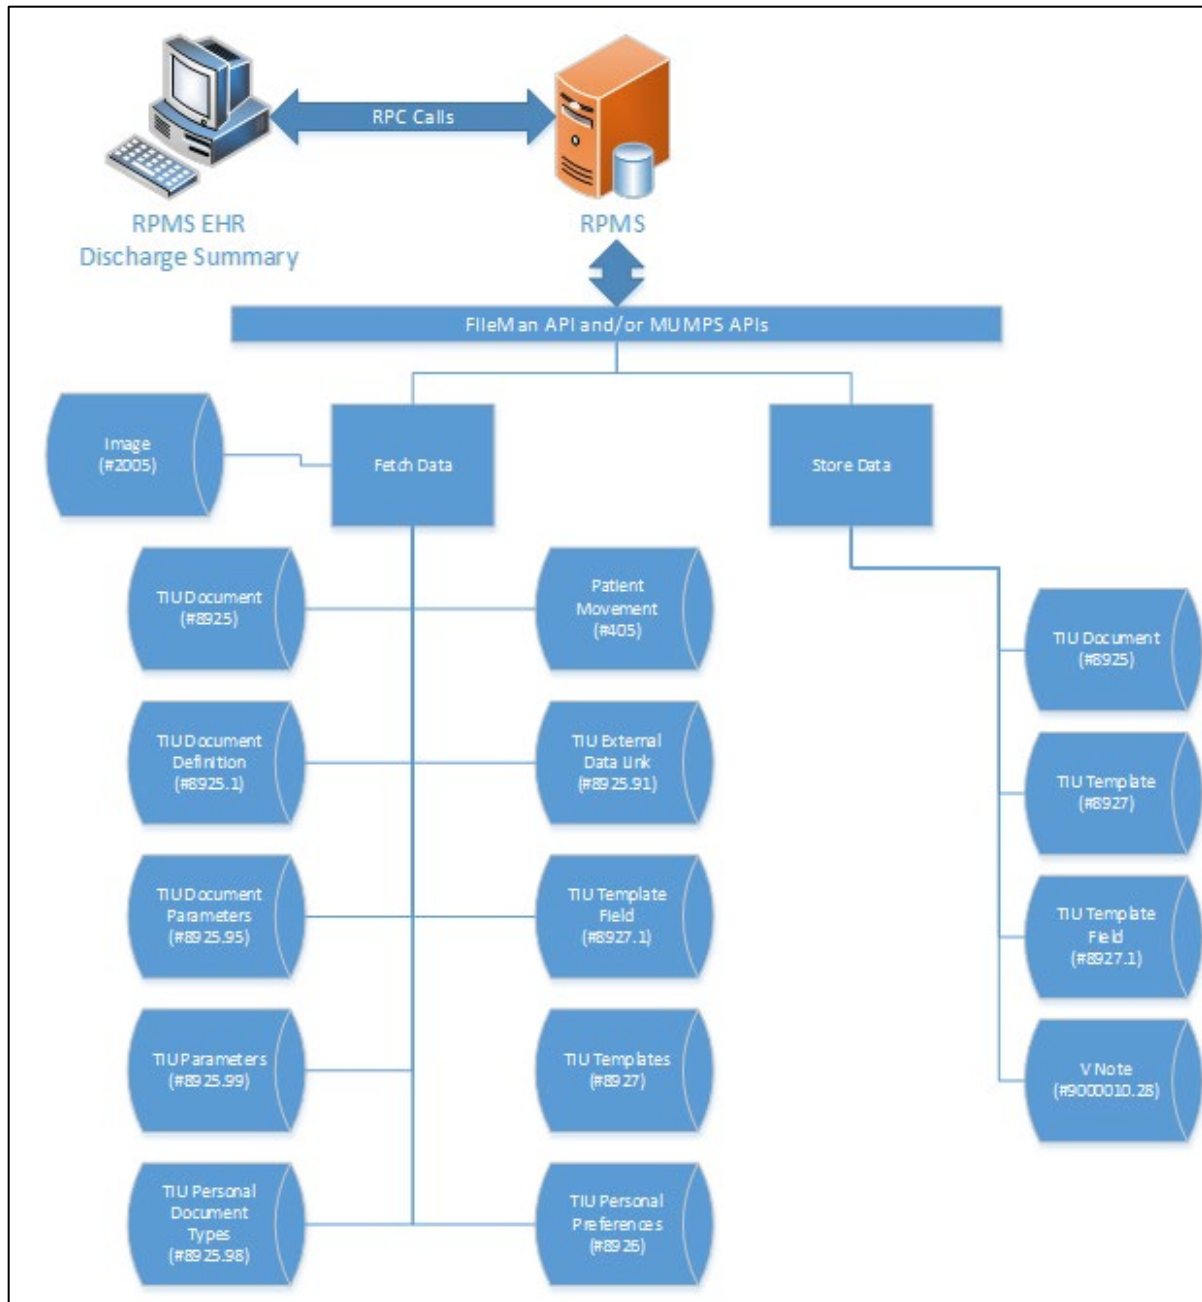 RPC Calls
RPMS EHR
Discharge Summary
RPMS
FileMan API and/or MUMPS APIs
Image
(#2005)
Fetch Data
Store Data
TIU Document
(#8925)
Patient
Movement
(#405)
TIU Document
(#8925)
TIU Document
Definition
(#8925.1)
TIU External
Data Link
(#8925.91)
TIU Template
(#8927)
TIU Document
Parameters
(#8925.95)
TIU Template
Field
(#8927.1)
TIU Template
Field
(#8927.1)
TIU Parameters
(#8925.99)
TIU Templates
(#8927)
V Note
(#9000010.28)
TIU Personal
Document
Types
(#8925.98)
TIU Personal
Preferences
(#8926)